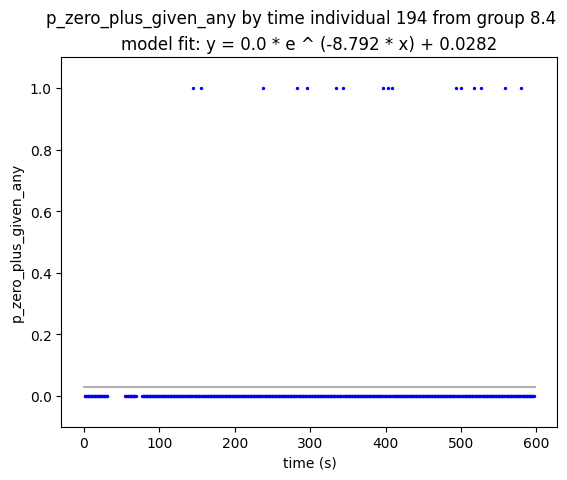 p_zero_plus_given_any by time individual 194 from group 8.4
model fit: y = 0.0 * e ^ (-8.792 * x) + 0.0282
1.0
0.8
0.6
0.4
0.2
0.0
p_zero_plus_given_any
0 100 200 300 400 500 600
time (s)